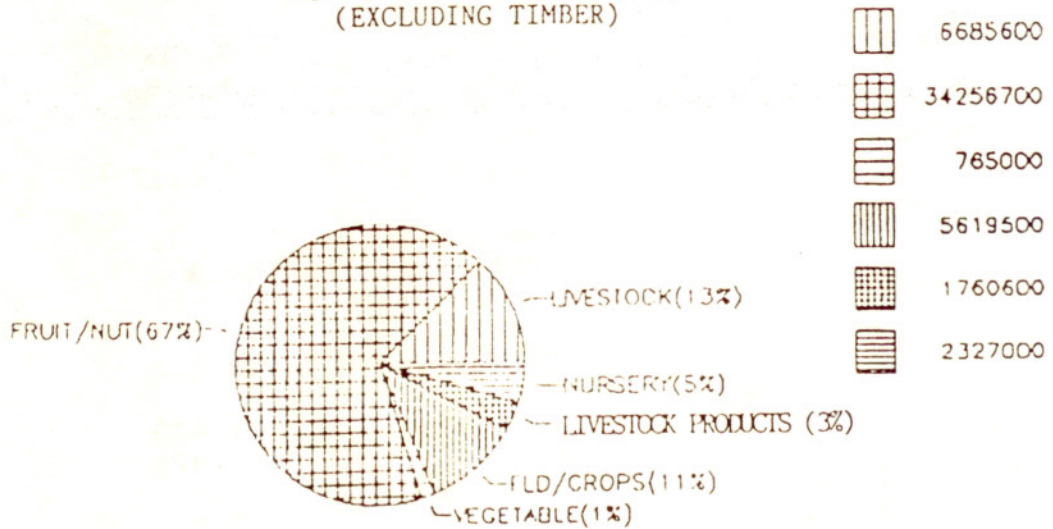 (EXCLUDING TIMBER)
6685600
34256700
765000
5619500
1760600
2327000
LIVESTOCK(13%)
FRUIT/NUT(67%)
NURSERY(5%)
LIVESTOCK PRODUCTS (3%)
FLD/CROPS(11%)
VEGETABLE(1%)